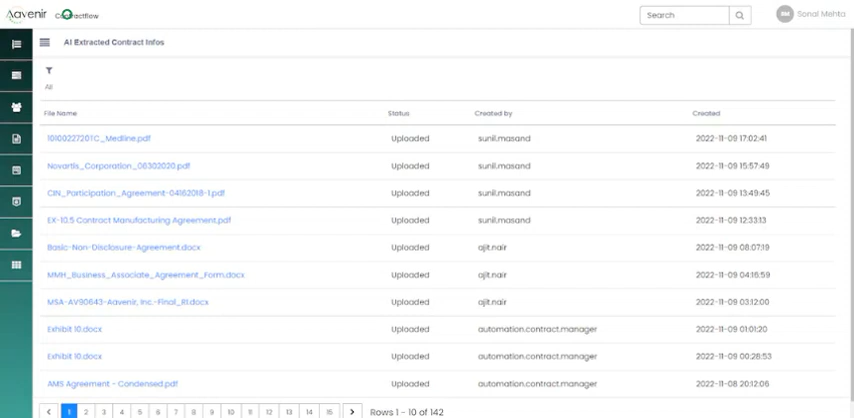 Aavenir Contractflow Search SM Sonal Mehta
AI Extracted Contract Infos
All
File Name Status Created by Created
1010022720TC_Medline.pdf Uploaded sunil.masand 2022-11-09 17:02:41
Novartis_Corporation_06302020.pdf Uploaded sunil.masand 2022-11-09 15:57:49
CIN_Participation_Agreement-04162018-1.pdf Uploaded sunil.masand 2022-11-09 13:49:45
EX-10.5 Contract Manufacturing Agreement.pdf Uploaded sunil.masand 2022-11-09 12:33:13
Basic-Non-Disclosure-Agreement.docx Uploaded ajit.nair 2022-11-09 08:07:19
MMH_Business_Associate_Agreement_Form.docx Uploaded ajit.nair 2022-11-09 04:16:59
MSA-AV90643-Aavenir, Inc.-Final_R1.docx Uploaded ajit.nair 2022-11-09 03:12:00
Exhibit 10.docx Uploaded automation.contract.manager 2022-11-09 01:01:20
Exhibit 10.docx Uploaded automation.contract.manager 2022-11-09 00:28:53
AMS Agreement - Condensed.pdf Uploaded automation.contract.manager 2022-11-08 20:12:06
< 1 2 3 4 5 6 7 8 9 10 11 12 13 14 15 > Rows 1 - 10 of 142